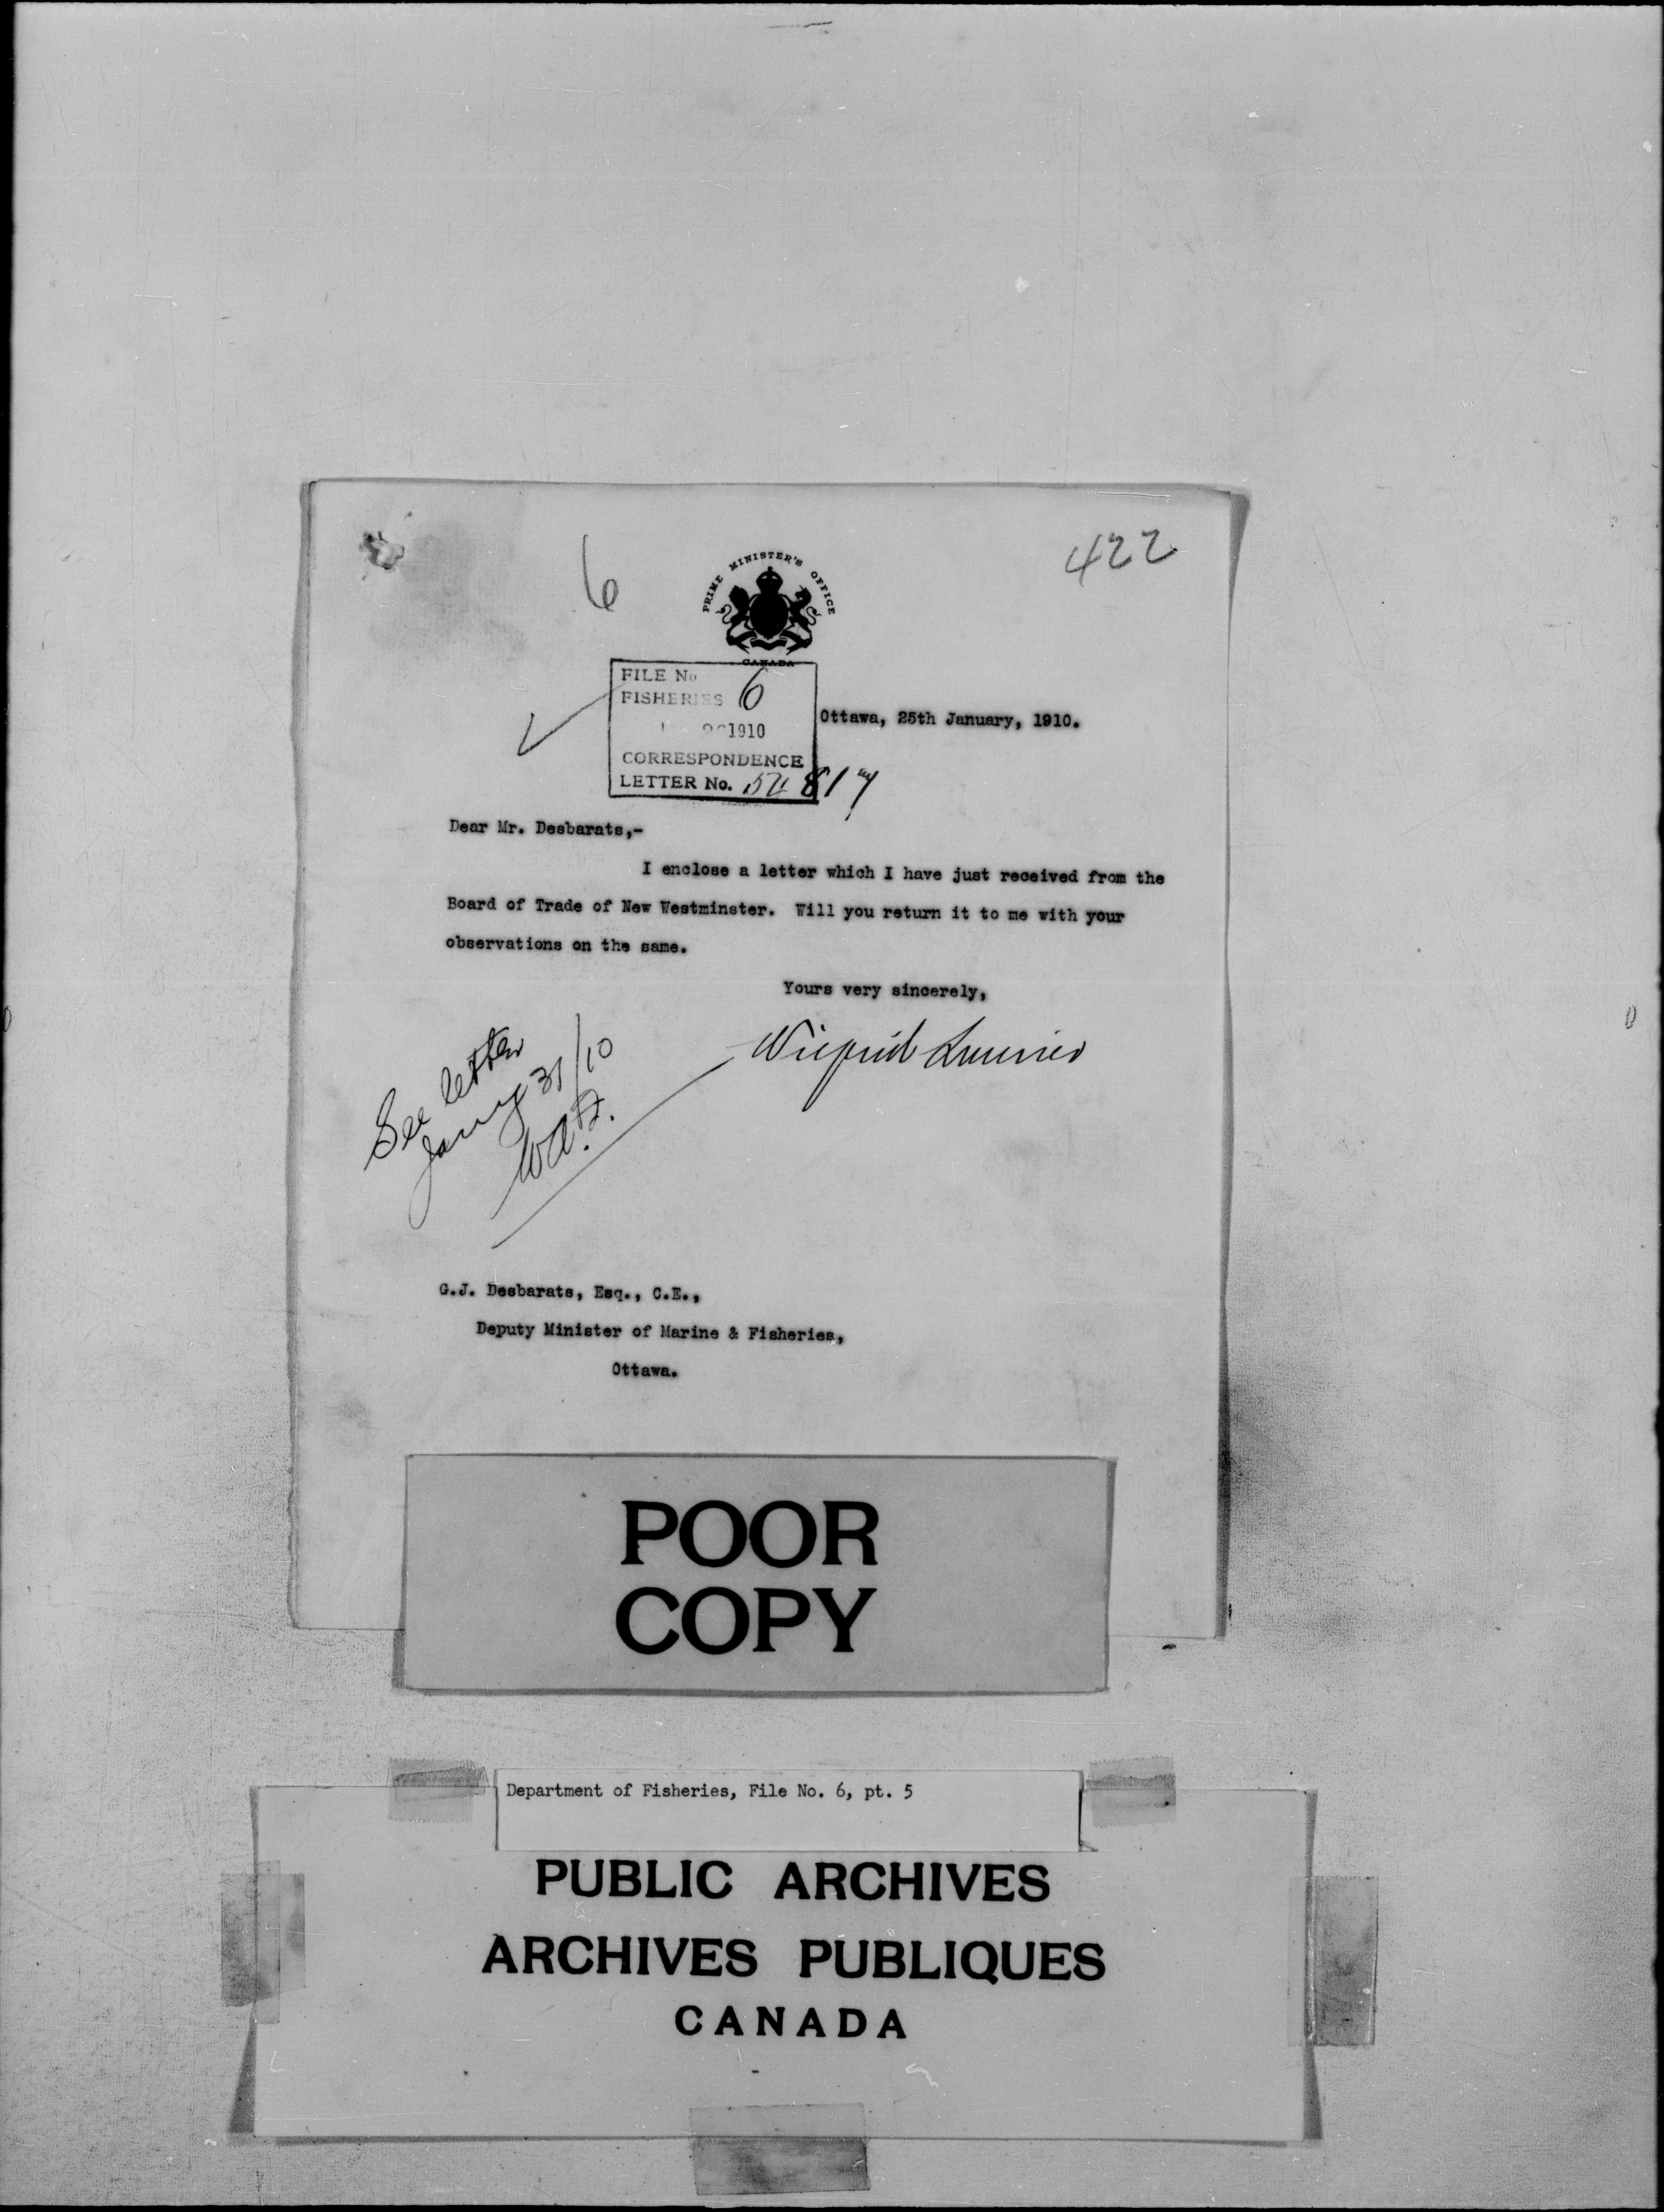 6
422
PRIME MINISTER'S OFFICE
CANADA
FILE No
FISHERIES 6
1910
Ottawa, 25th January, 1910.
CORRESPONDENCE
LETTER No. 817
Dear Mr. Desbarats,-
I enclose a letter which I have just received from the
Board of Trade of New Westminster. Will you return it to me with your
observations on the same.
Yours very sincerely,
Wilfrid Laurier
See letter
January 31/10
G.J. Desbarats, Esq., C.E.,
Deputy Minister of Marine & Fisheries,
Ottawa.
POOR
COPY
Department of Fisheries, File No. 6, pt. 5
PUBLIC ARCHIVES
ARCHIVES PUBLIQUES
CANADA